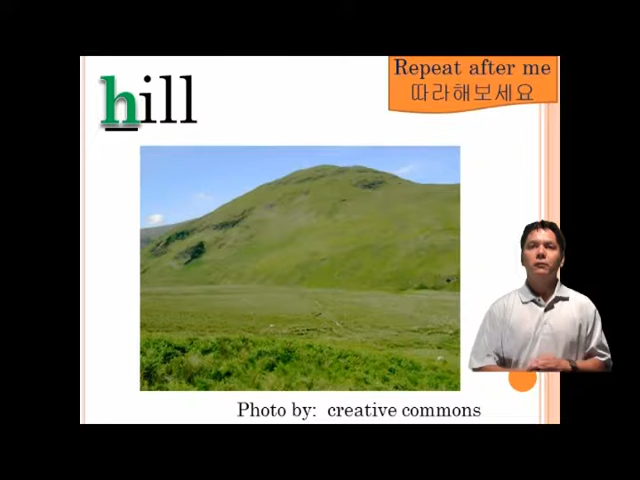 hill
Repeat after me
따라해보세요
Photo by: creative commons